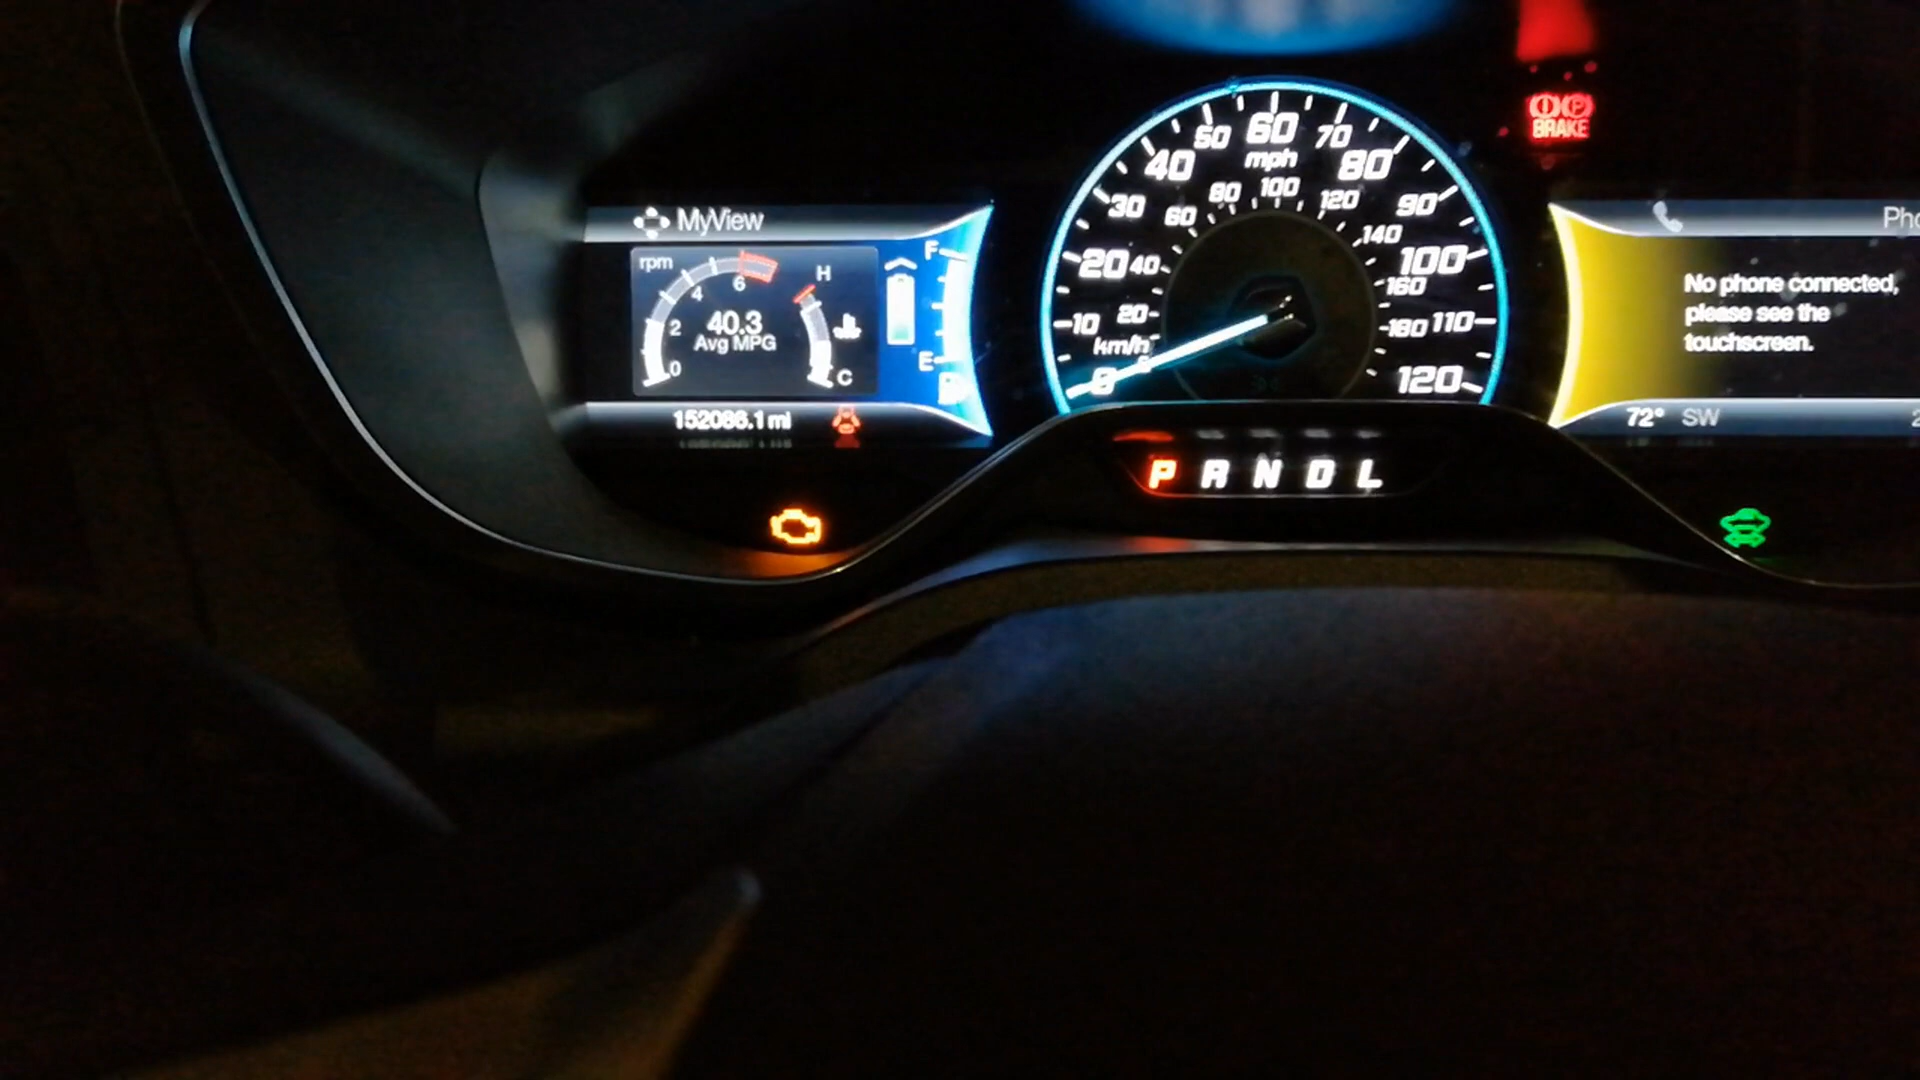 BRAKE
MyView
rpm
0
2
4
6
40.3
Avg MPG
H
C
F
E
152086.1 mi
0
10
20
30
40
50
60
70
80
90
100
110
120
mph
20
40
60
80
100
120
140
160
180
km/h
P R N D L
No phone connected,
please see the
touchscreen.
72° SW